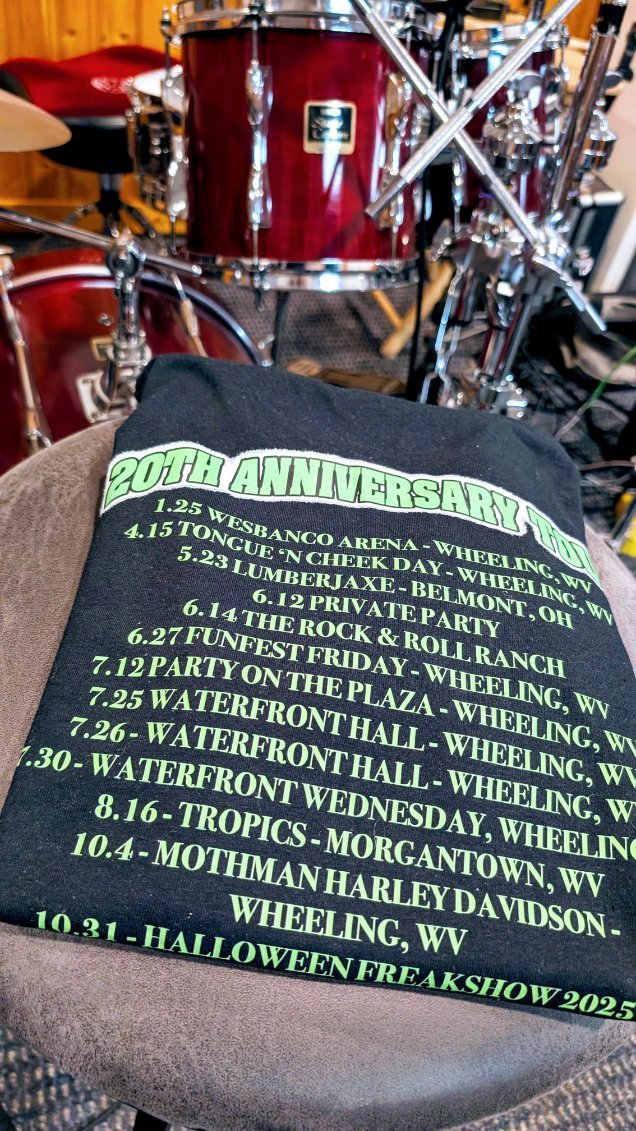 20TH ANNIVERSARY TOU
1.25 WESBANCO ARENA - WHEELING, WV
4.15 TONGUE 'N CHEEK DAY - WHEELING, WV
5.23 LUMBERJAXE - BELMONT, OH
6.12 PRIVATE PARTY
6.14 THE ROCK & ROLL RANCH
6.27 FUNFEST FRIDAY - WHEELING, WV
7.12 PARTY ON THE PLAZA - WHEELING, WV
7.25 WATERFRONT HALL - WHEELING, WV
7.26 - WATERFRONT HALL - WHEELING, WV
7.30 - WATERFRONT WEDNESDAY, WHEELING
8.16 - TROPICS - MORGANTOWN, WV
10.4 - MOTHMAN HARLEY DAVIDSON -
WHEELING, WV
10.31 - HALLOWEEN FREAKSHOW 2025